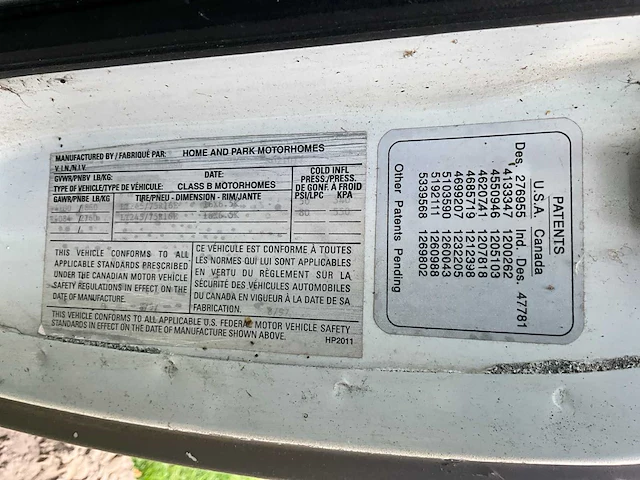 MANUFACTURED BY / FABRIQUÉ PAR: HOME AND PARK MOTORHOMES
V.I.N./N.I.V.
GVWR/PNBV LB/KG: DATE:
TYPE OF VEHICLE/TYPE DE VÉHICULE: CLASS B MOTORHOMES
GAWR/PNBE LB/KG: TIRE/PNEU - DIMENSION - RIM/JANTE
COLD INFL
PRESS./PRESS.
DE GONF. À FROID
PSI/LPC KPA
80 550
THIS VEHICLE CONFORMS TO ALL
APPLICABLE STANDARDS PRESCRIBED
UNDER THE CANADIAN MOTOR VEHICLE
SAFETY REGULATIONS IN EFFECT ON THE
DATE OF MANUFACTURE.
CE VÉHICULE EST CONFORME À TOUTES
LES NORMES QUI LUI SONT APPLICABLES
EN VERTU DU RÈGLEMENT SUR LA
SÉCURITÉ DES VÉHICULES AUTOMOBILES
DU CANADA EN VIGUEUR À LA DATE DE SA
FABRICATION.
THIS VEHICLE CONFORMS TO ALL APPLICABLE U.S. FEDERAL MOTOR VEHICLE SAFETY
STANDARDS IN EFFECT ON THE DATE OF MANUFACTURE SHOWN ABOVE.
HP2011
PATENTS
U.S.A. Canada
Des. 276955 Ind. Des. 47781
4133347 1200262
4550946 1205103
4620741 1207818
4685719 1212398
4699207 1232205
5103590 1260043
5192111 1260988
5339568 1269802
Other Patents Pending